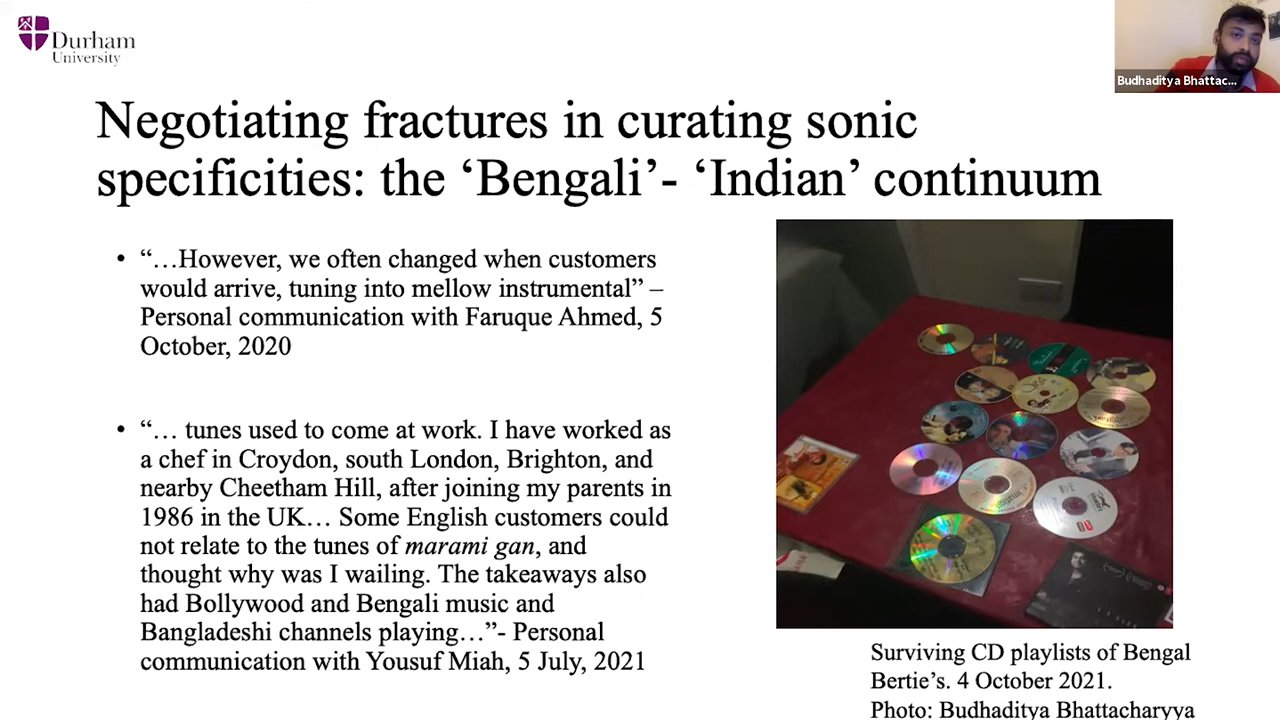 Durham
University
Budhaditya Bhattac...
Negotiating fractures in curating sonic
specificities: the ‘Bengali’- ‘Indian’ continuum
• “…However, we often changed when customers
would arrive, tuning into mellow instrumental” –
Personal communication with Faruque Ahmed, 5
October, 2020
• “… tunes used to come at work. I have worked as
a chef in Croydon, south London, Brighton, and
nearby Cheetham Hill, after joining my parents in
1986 in the UK… Some English customers could
not relate to the tunes of marami gan, and
thought why was I wailing. The takeaways also
had Bollywood and Bengali music and
Bangladeshi channels playing…”- Personal
communication with Yousuf Miah, 5 July, 2021
Surviving CD playlists of Bengal
Bertie’s. 4 October 2021.
Photo: Budhaditya Bhattacharyya